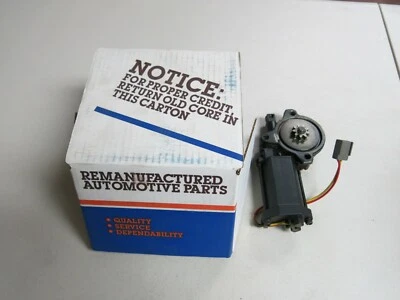 NOTICE:
FOR PROPER CREDIT,
RETURN OLD CORE IN
THIS CARTON
REMANUFACTURED
AUTOMOTIVE PARTS
· QUALITY
· SERVICE
· DEPENDABILITY